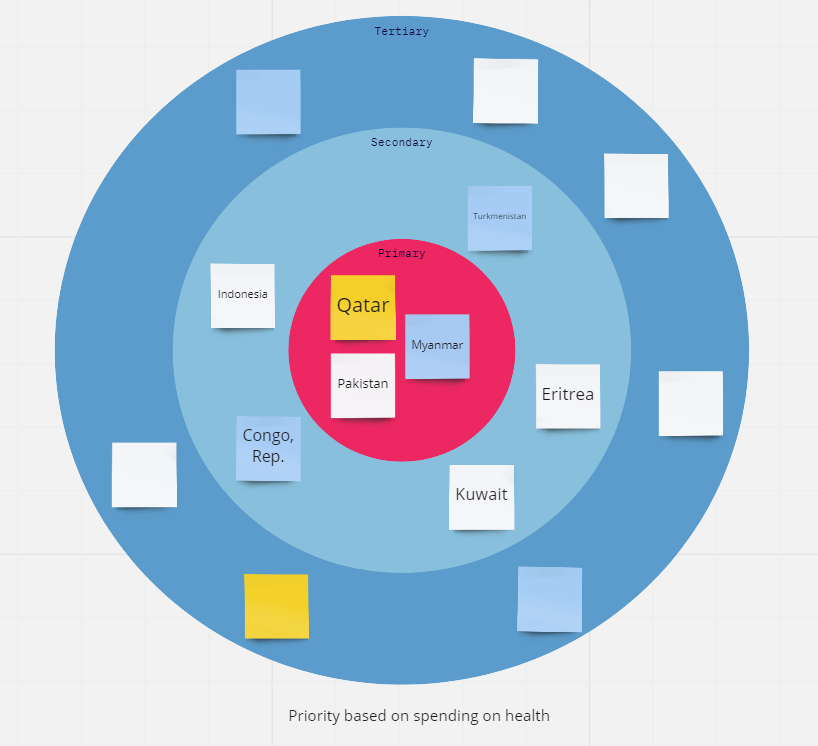 Tertiary
Secondary
Turkmenistan
Primary
Indonesia
Qatar
Myanmar
Pakistan
Eritrea
Congo,
Rep.
Kuwait
Priority based on spending on health